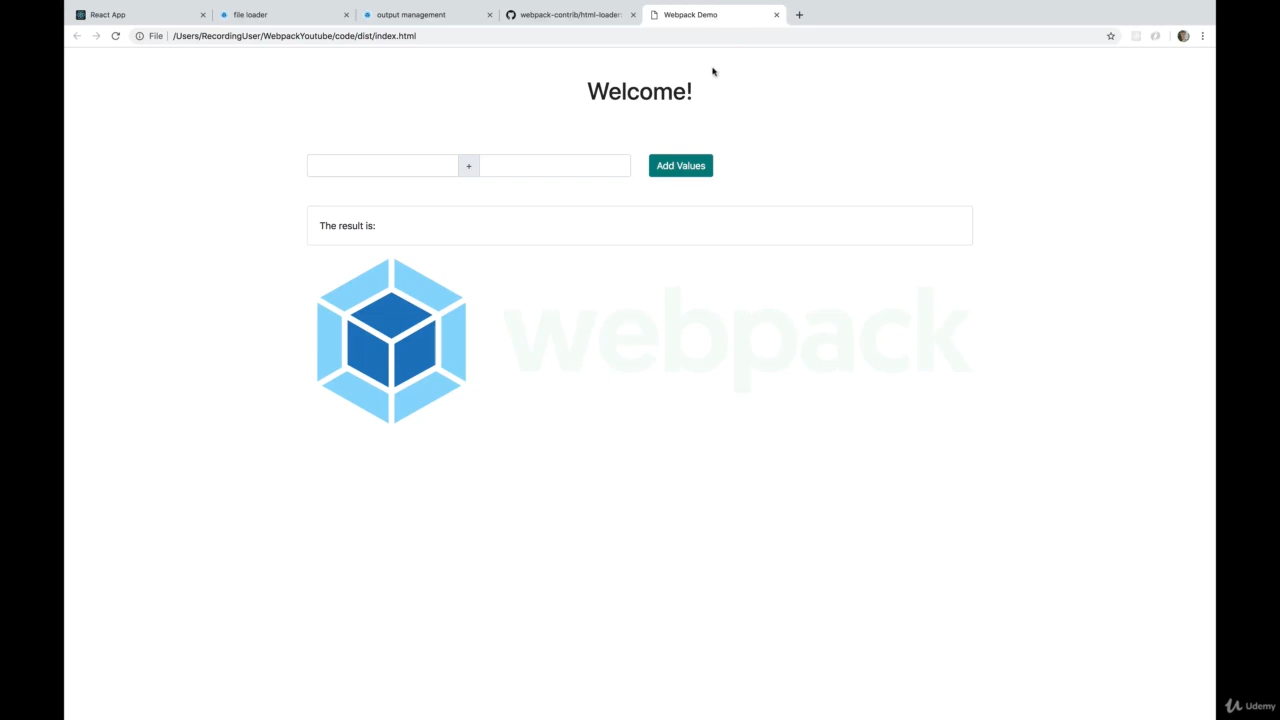 React App
file loader
output management
webpack-contrib/html-loader:
Webpack Demo
File
/Users/RecordingUser/WebpackYoutube/code/dist/index.html
Welcome!
+
Add Values
The result is:
webpack
Udemy